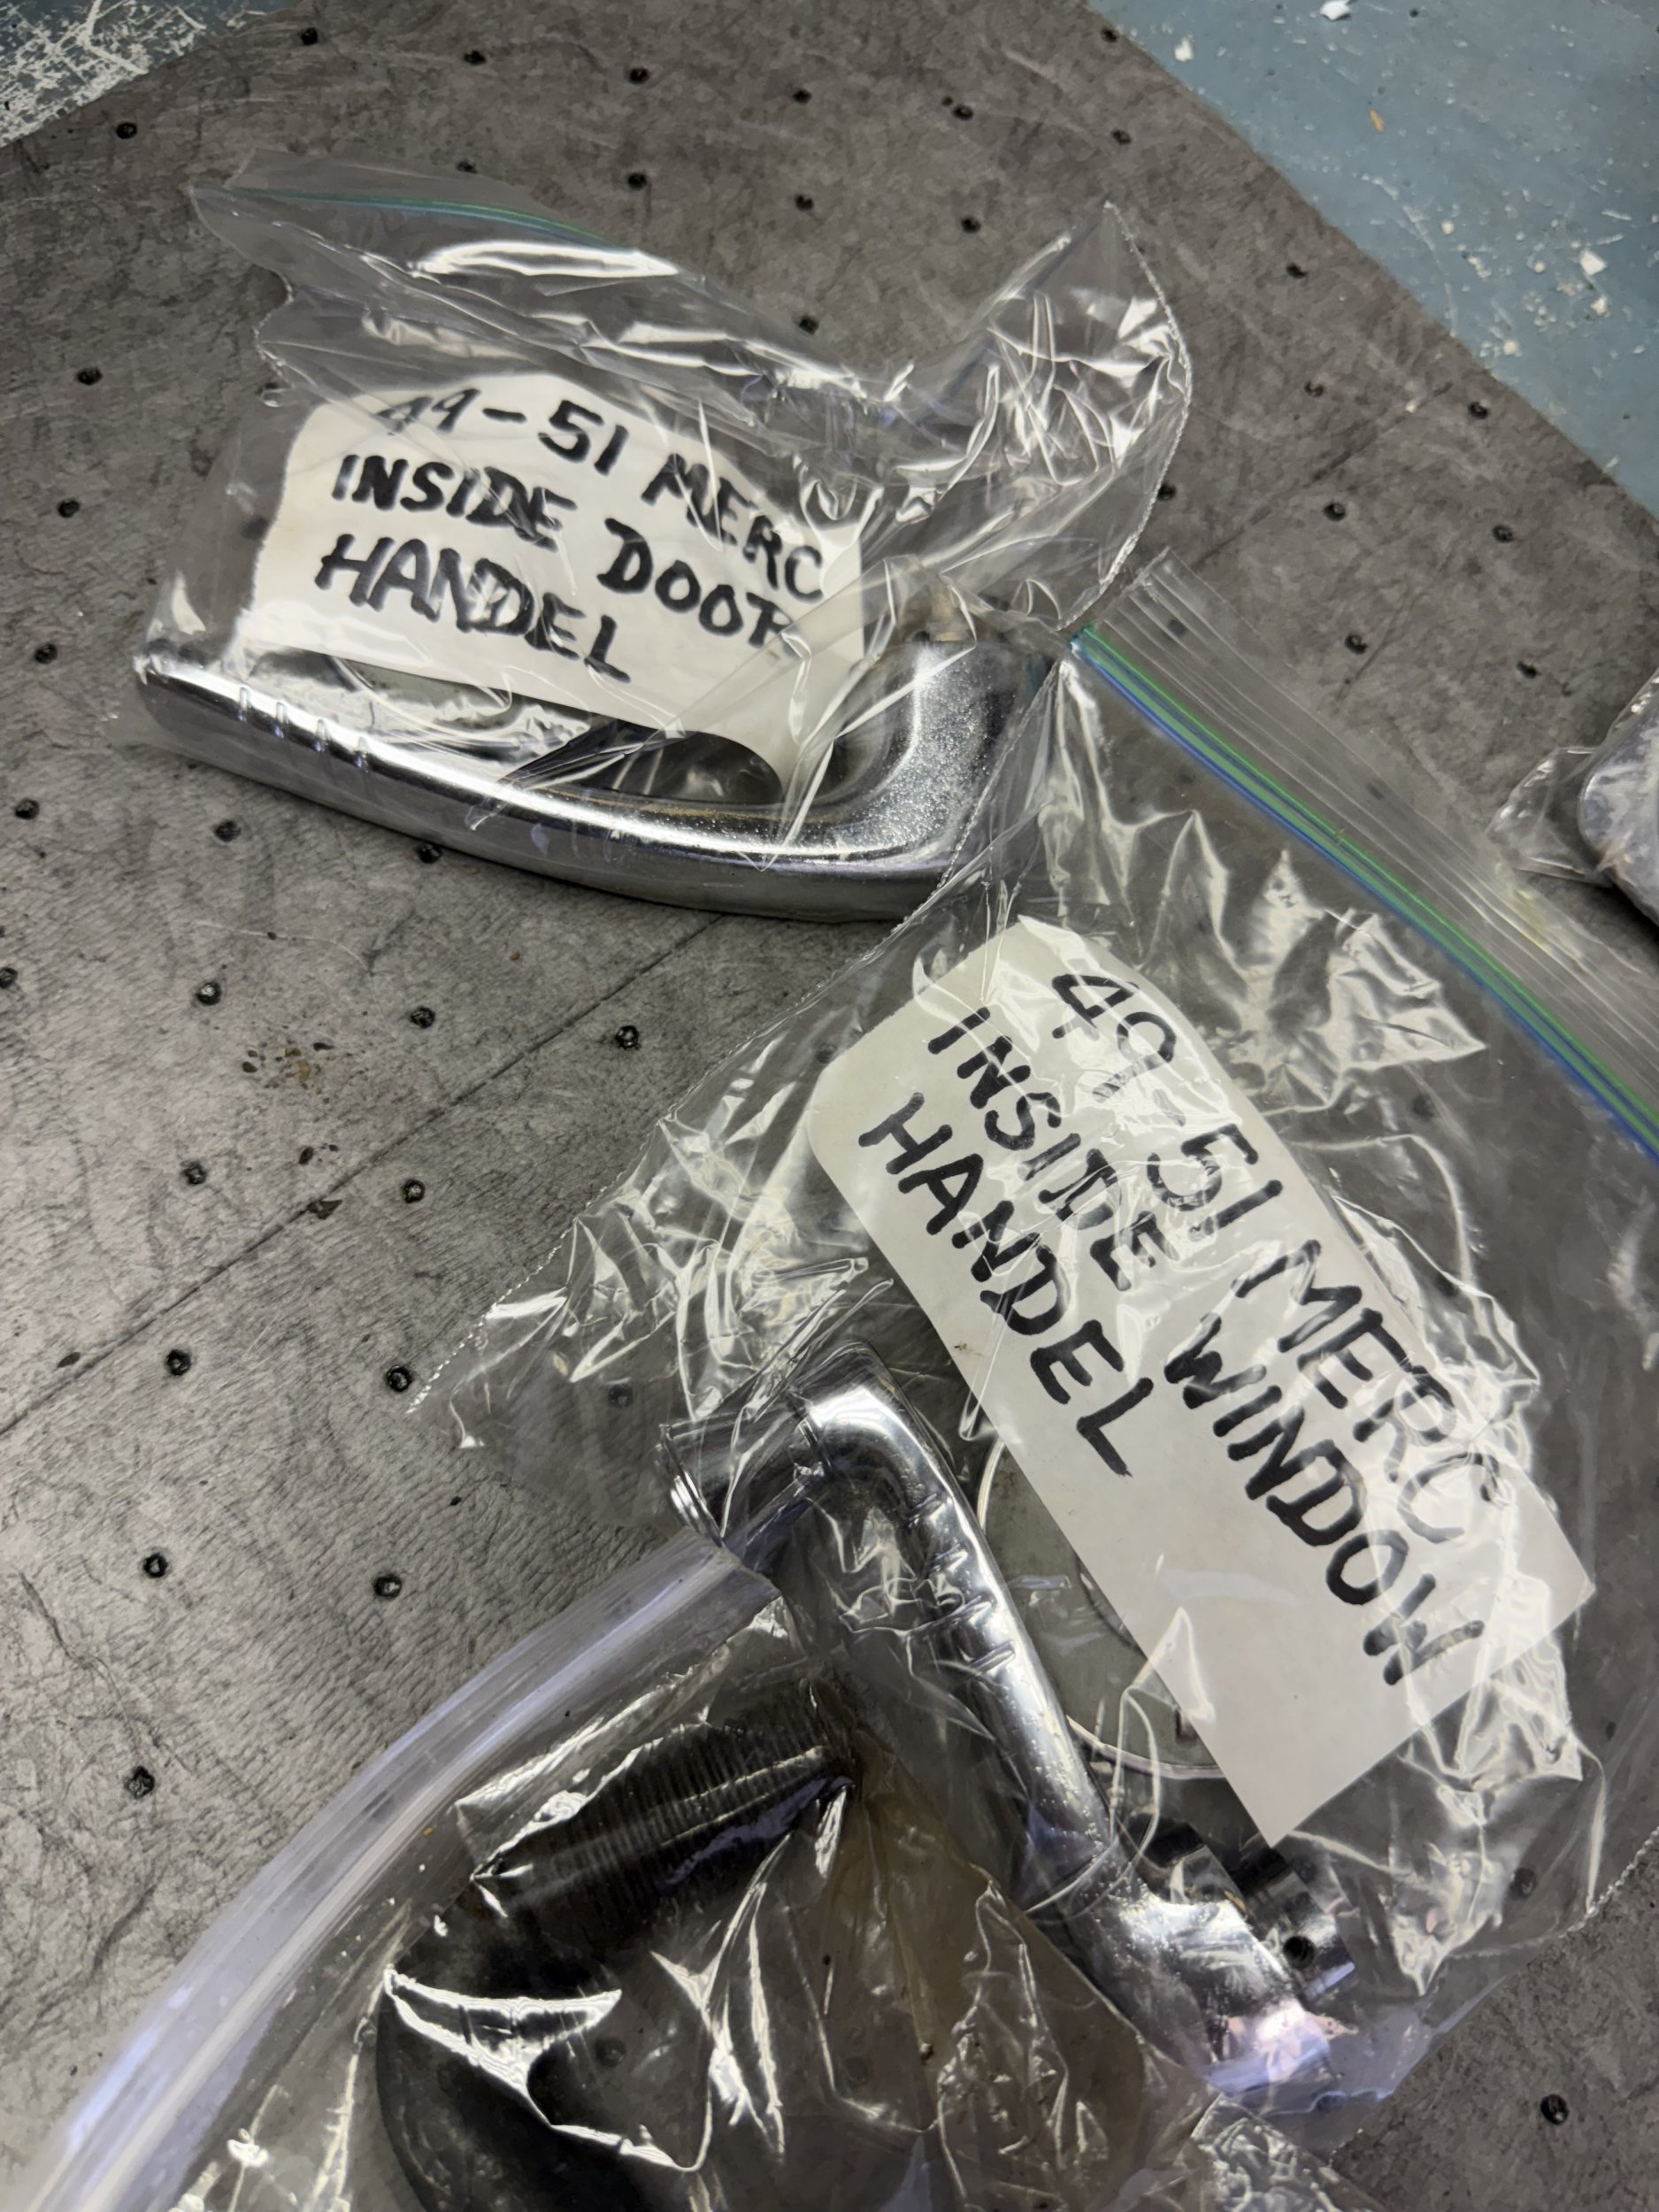 49-51 MERC
INSIDE DOOR
HANDEL
49-51 MERC
INSIDE WINDOW
HANDEL